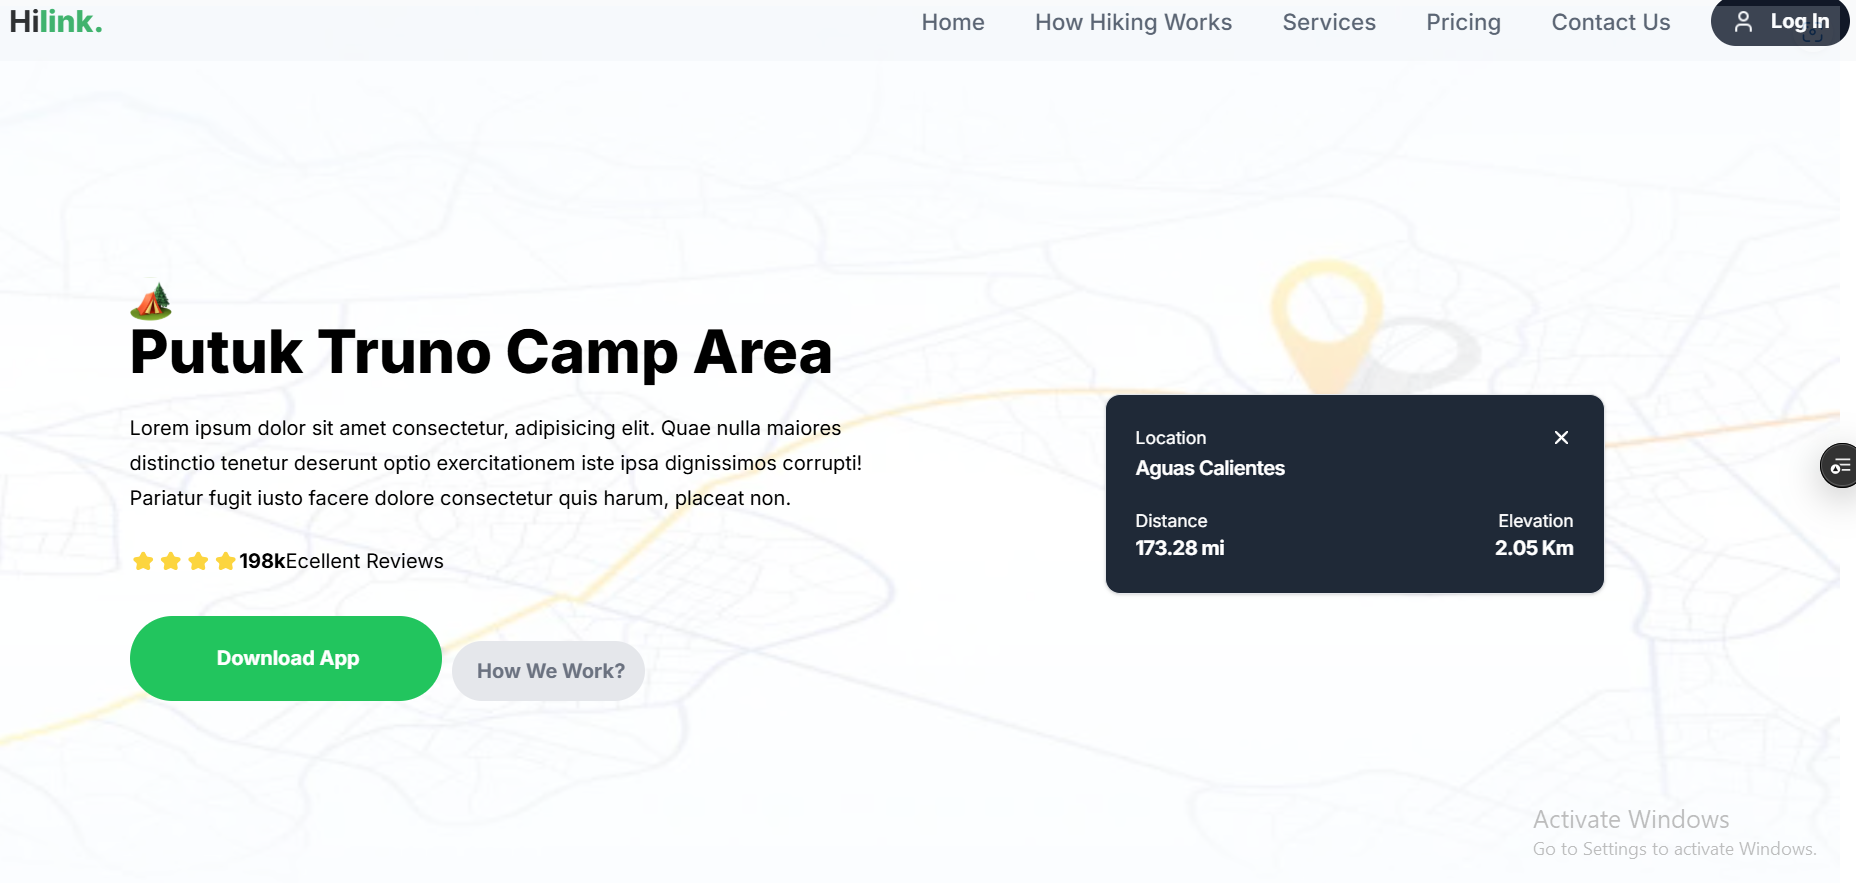 Hilink.
Home
How Hiking Works
Services
Pricing
Contact Us
Log In
Putuk Truno Camp Area
Lorem ipsum dolor sit amet consectetur, adipisicing elit. Quae nulla maiores
distinctio tenetur deserunt optio exercitationem iste ipsa dignissimos corrupti!
Pariatur fugit iusto facere dolore consectetur quis harum, placeat non.
198kEcellent Reviews
Download App
How We Work?
Location
Aguas Calientes
Distance
173.28 mi
Elevation
2.05 Km
Activate Windows
Go to Settings to activate Windows.